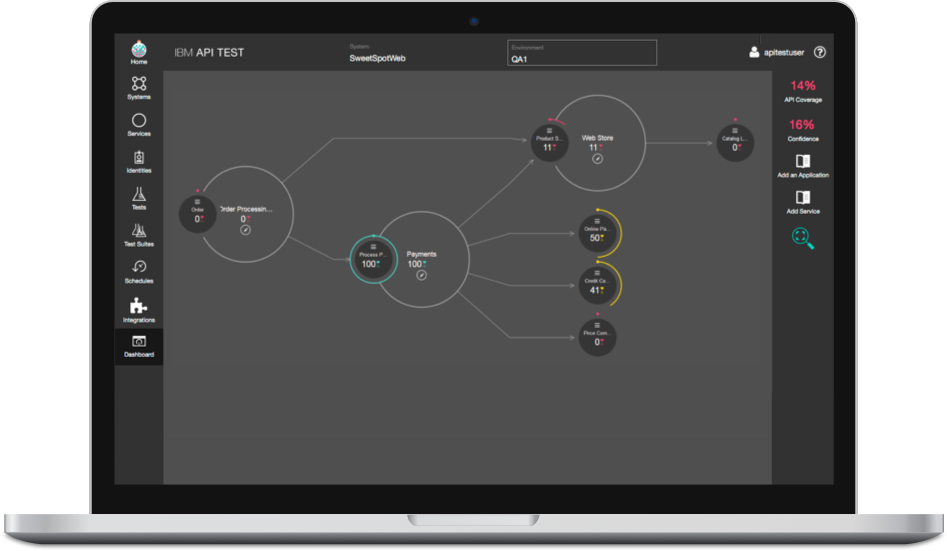 IBM API TEST
System
SweetSpotWeb
Environment
QA1
apitestuser
Home
Systems
Services
Identities
Tests
Test Suites
Schedules
Integrations
Dashboard
Order
0
Order Processin...
0
Process P...
100
Payments
100
Product S...
11
Web Store
11
Catalog L...
0
Online Pa...
50
Credit Ca...
41
Price Com...
0
14%
API Coverage
16%
Confidence
Add an Application
Add Service